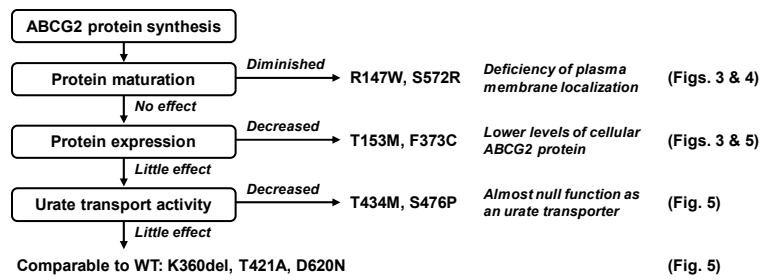 ABCG2 protein synthesis
Diminished
Protein maturation
R147W, S572R
Deficiency of plasma
membrane localization
(Figs. 3 & 4)
No effect
Decreased
Protein expression
T153M, F373C
Lower levels of cellular
ABCG2 protein
(Figs. 3 & 5)
Little effect
Decreased
Urate transport activity
T434M, S476P
Almost null function as
an urate transporter
(Fig. 5)
Little effect
Comparable to WT: K360del, T421A, D620N
(Fig. 5)